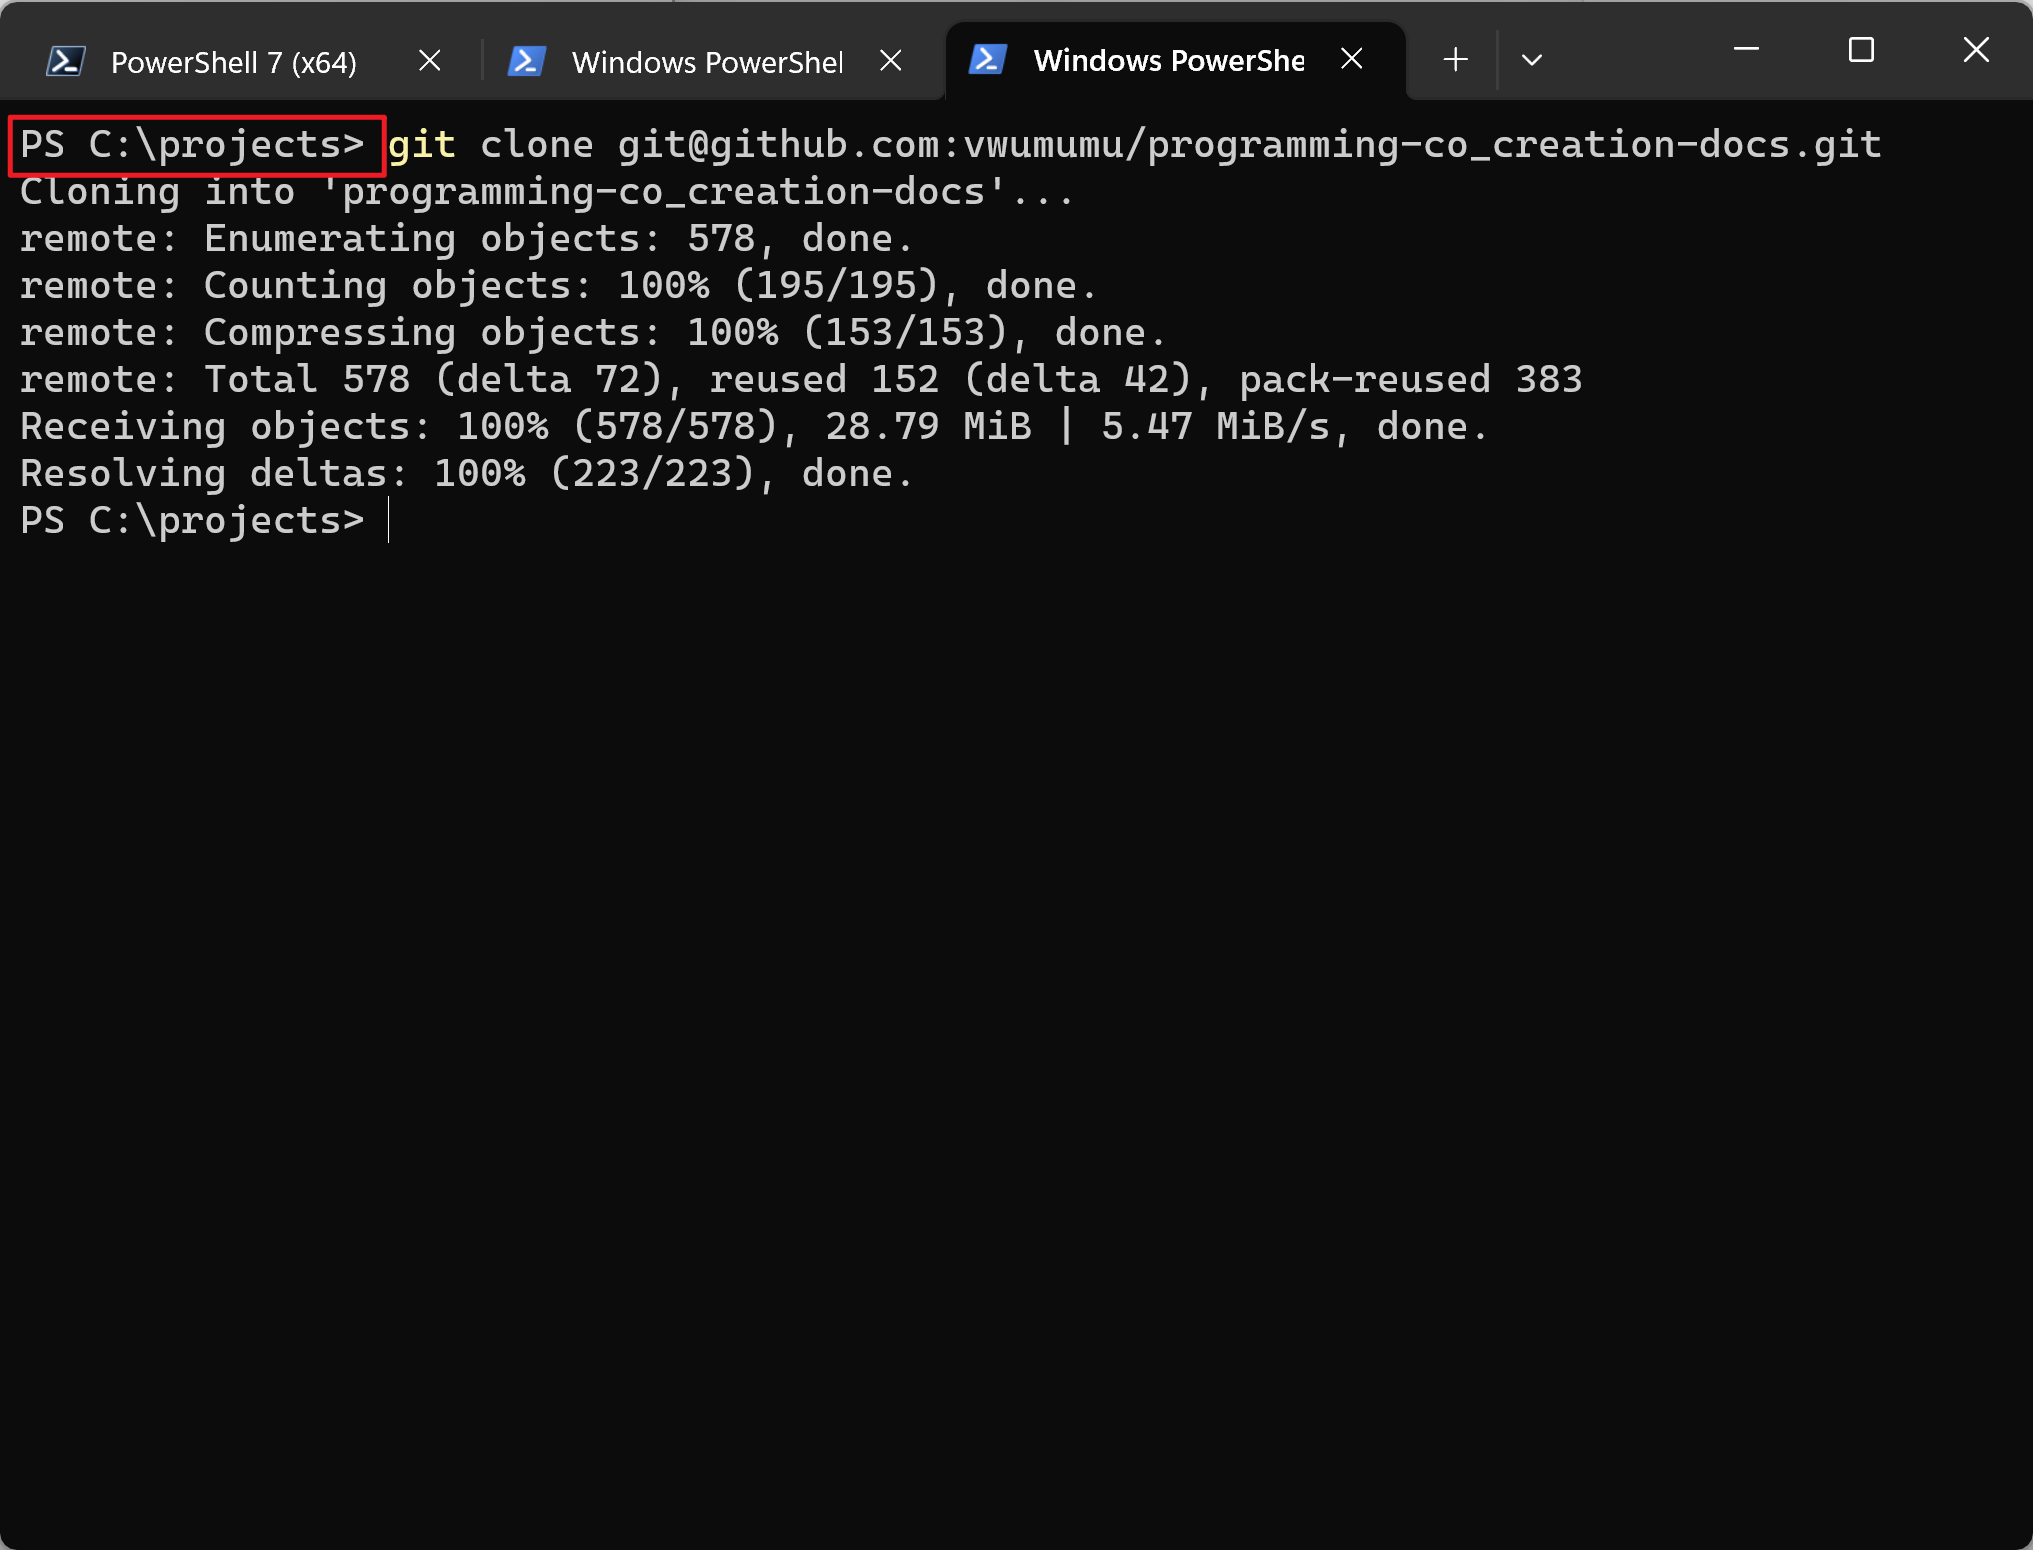 PowerShell 7 (x64)
Windows PowerShel
Windows PowerShe
PS C:\projects> git clone git@github.com:vwumumu/programming-co_creation-docs.git
Cloning into 'programming-co_creation-docs'...
remote: Enumerating objects: 578, done.
remote: Counting objects: 100% (195/195), done.
remote: Compressing objects: 100% (153/153), done.
remote: Total 578 (delta 72), reused 152 (delta 42), pack-reused 383
Receiving objects: 100% (578/578), 28.79 MiB | 5.47 MiB/s, done.
Resolving deltas: 100% (223/223), done.
PS C:\projects>